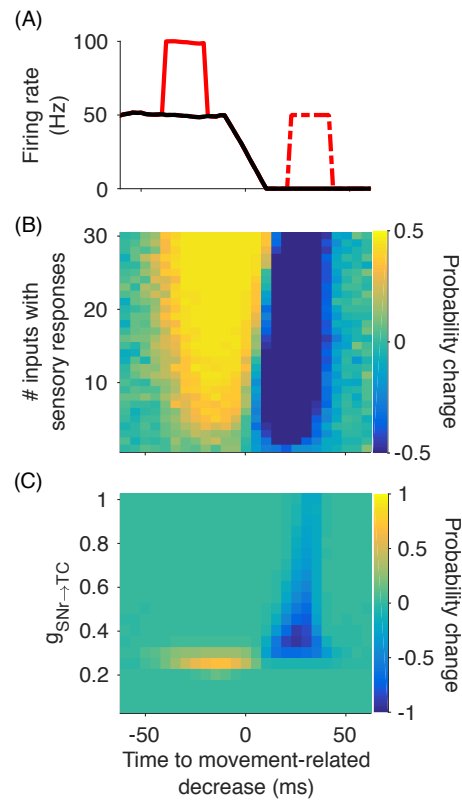 (A)
100
50
0
Firing rate
(Hz)
(B)
30
20
10
# inputs with
sensory responses
0.5
0
-0.5
Probability change
(C)
1
0.8
0.6
0.4
0.2
gSNr→TC
1
0.5
0
-0.5
-1
Probability change
-50 0 50
Time to movement-related
decrease (ms)